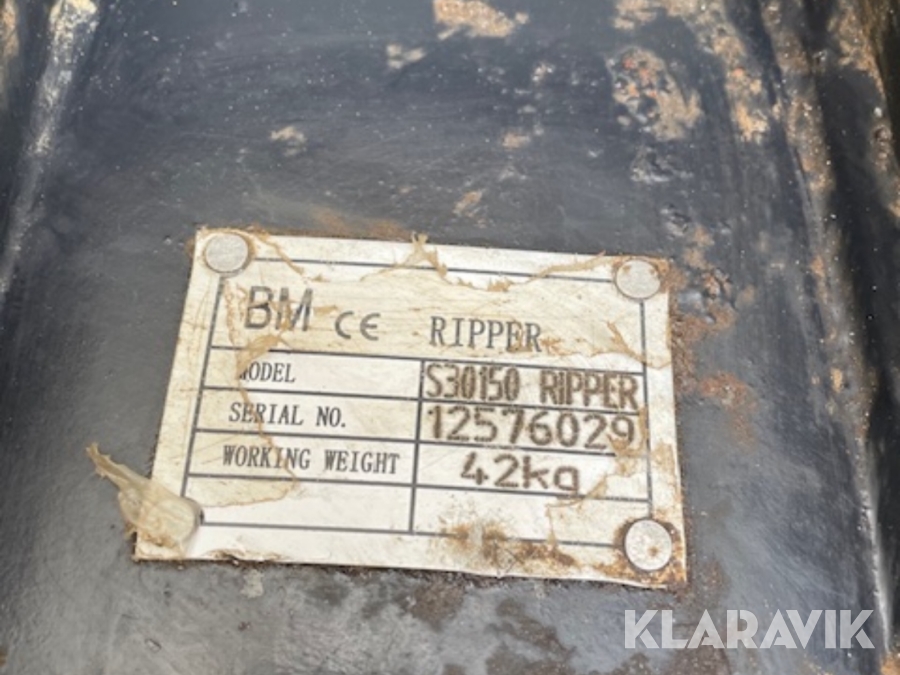 BM CE RIPPER
MODEL S30150 RIPPER
SERIAL NO. 12576029
WORKING WEIGHT 42kg
KLARAVIK